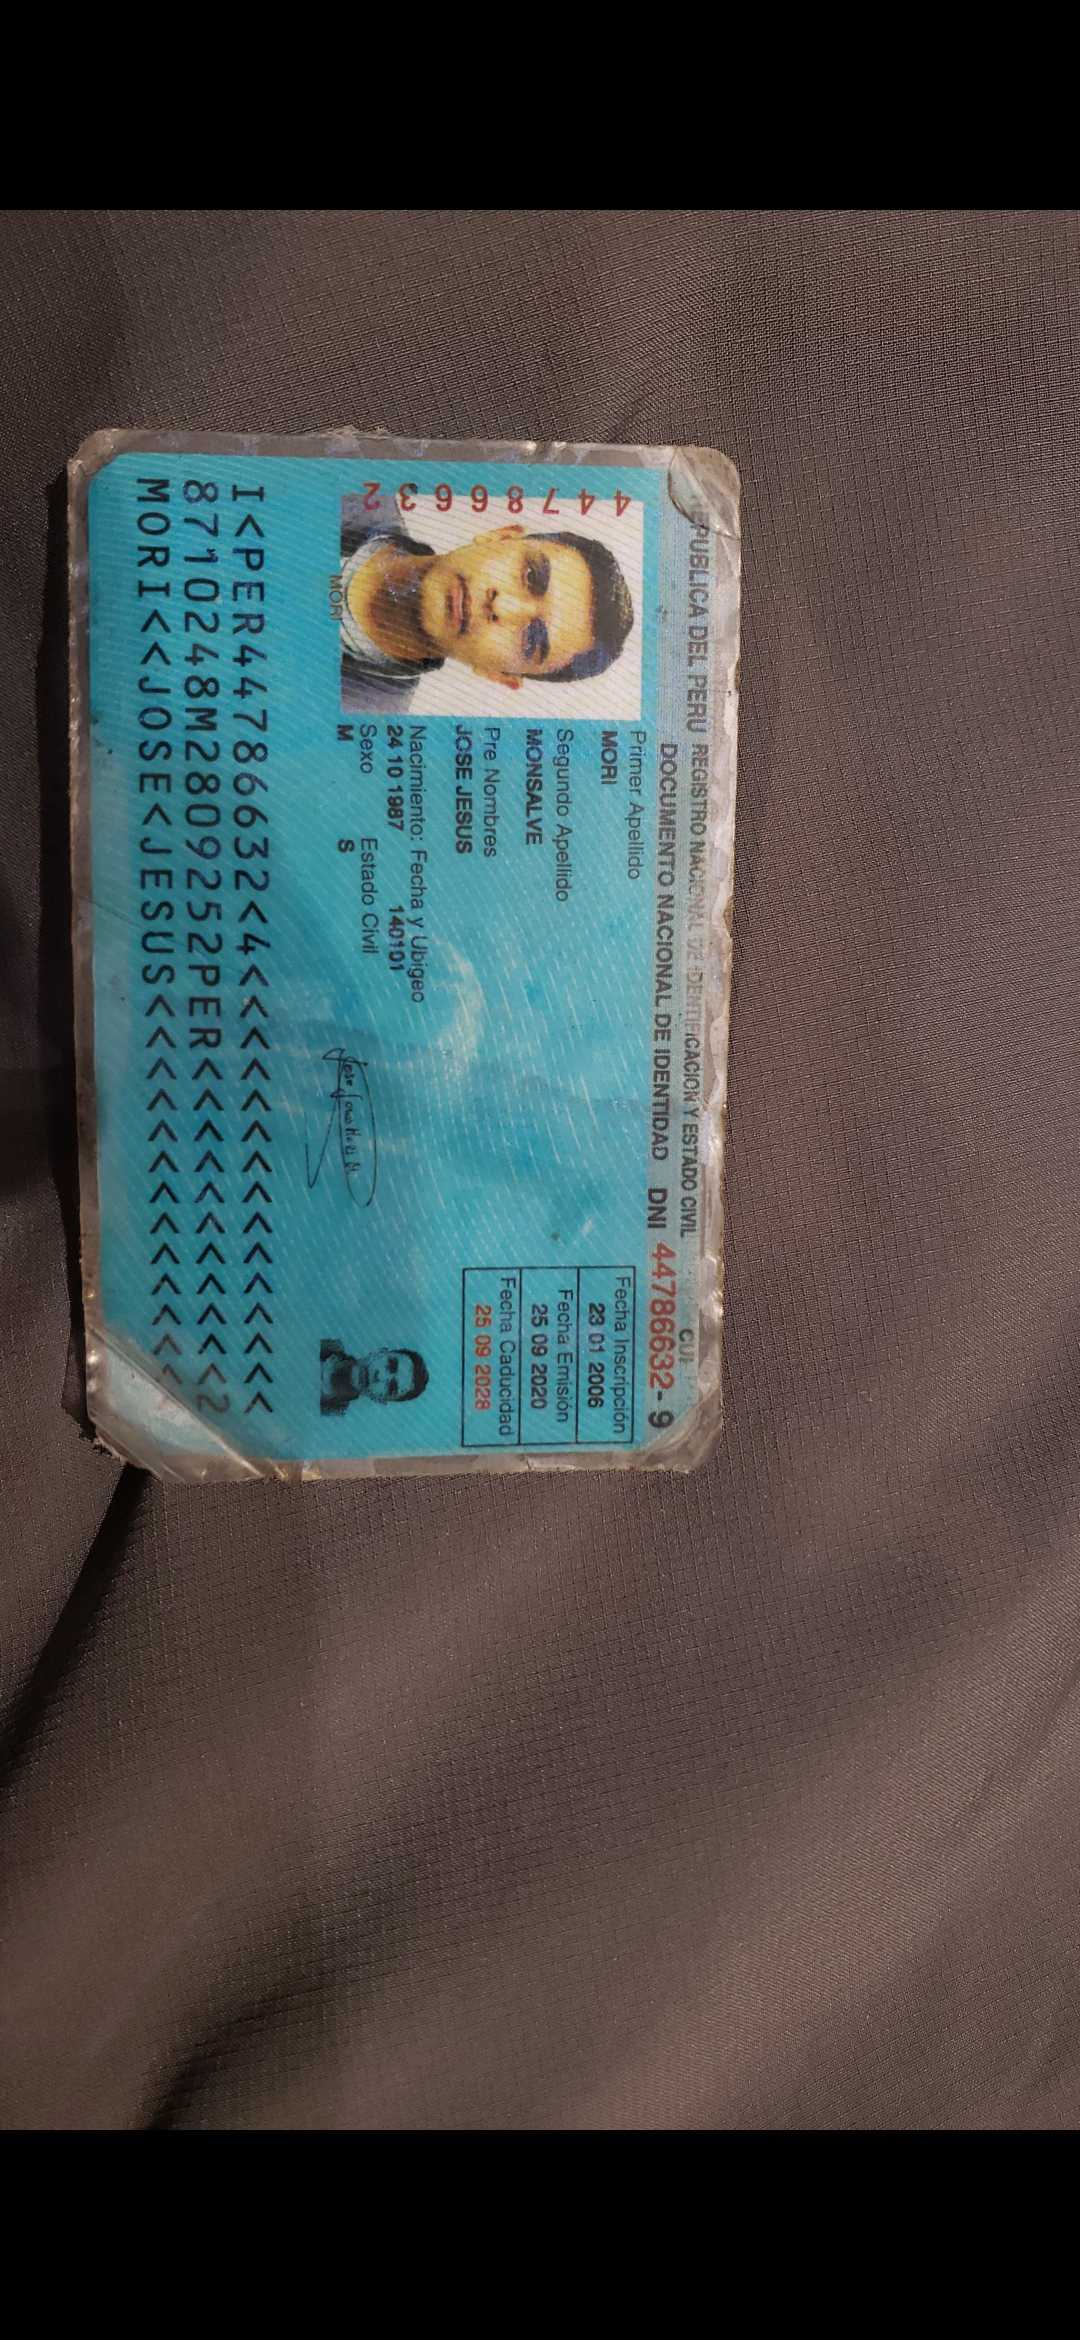 PUBLICA DEL PERU REGISTRO NACIONAL DE IDENTIFICACION Y ESTADO CIVIL
DOCUMENTO NACIONAL DE IDENTIDAD DNI 44786632-9
Primer Apellido
MORI
Segundo Apellido
MONSALVE
Pre Nombres
JOSE JESUS
Nacimiento: Fecha y Ubigeo
24 10 1987 140101
Sexo Estado Civil
M S
Fecha Inscripción
23 01 2006
Fecha Emisión
25 09 2020
Fecha Caducidad
25 09 2028
44786632
MORI
I<PER44786632<4<<<<<<<<<<<<<<<
8710248M2809252PER<<<<<<<<<<<2
MORI<<JOSE<JESUS<<<<<<<<<<<<<<